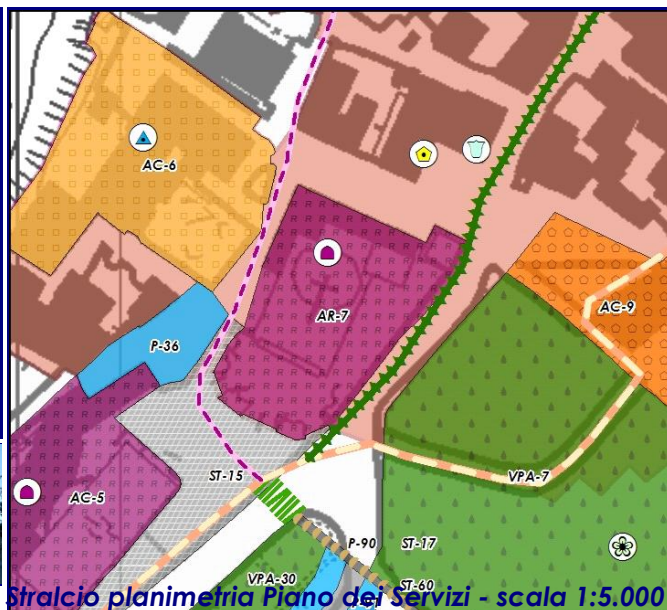 AC-6
AC-9
AR-7
P-36
ST-15
VPA-7
AC-5
P-90
ST-17
VPA-30
ST-60
Stralcio planimetria Piano dei Servizi - scala 1:5.000